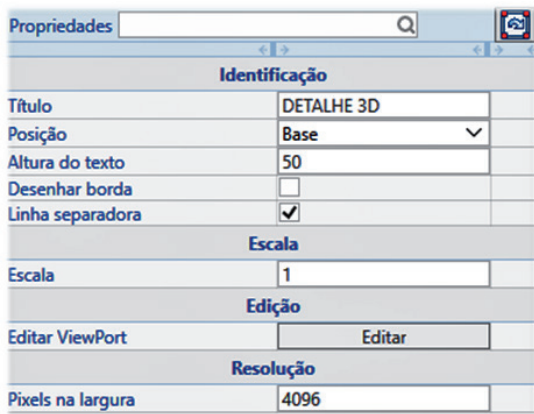 Propriedades
Identificação
Título DETALHE 3D
Posição Base
Altura do texto 50
Desenhar borda
Linha separadora
Escala
Escala 1
Edição
Editar ViewPort Editar
Resolução
Pixels na largura 4096